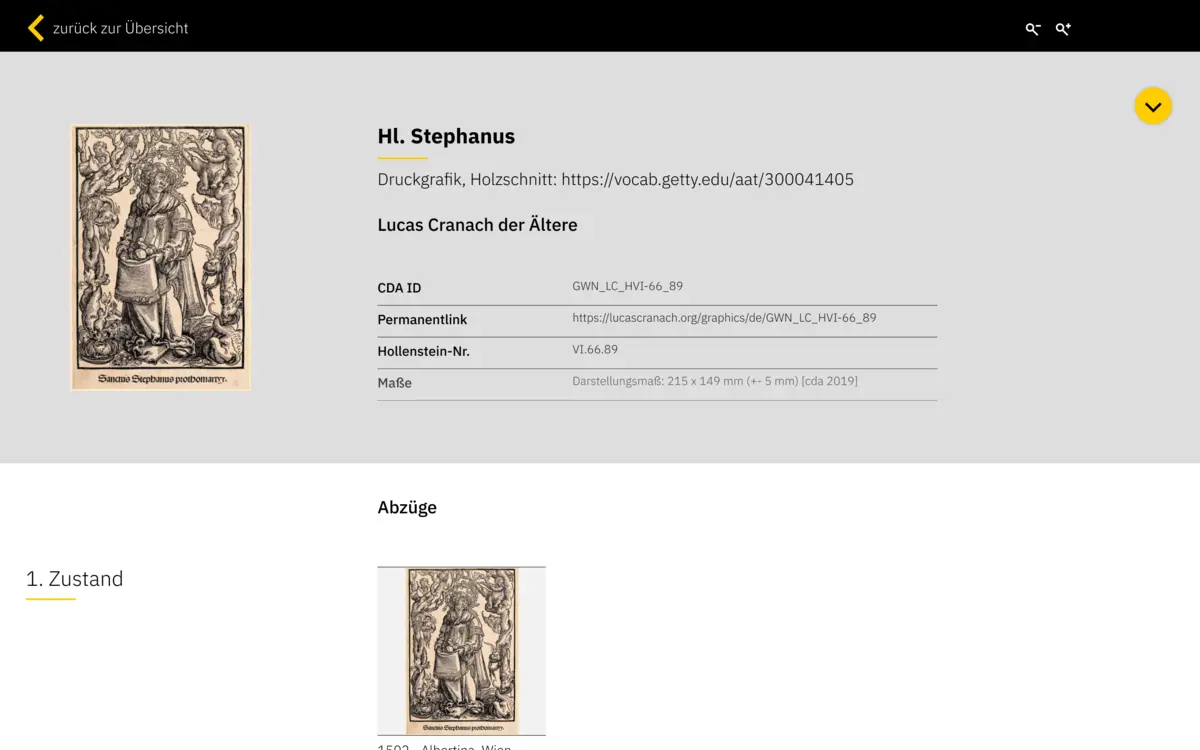 zurück zur Übersicht
Hl. Stephanus
Druckgrafik, Holzschnitt: https://vocab.getty.edu/aat/300041405
Lucas Cranach der Ältere
CDA ID GWN_LC_HVI-66_89
Permanentlink https://lucascranach.org/graphics/de/GWN_LC_HVI-66_89
Hollenstein-Nr. VI.66.89
Maße Darstellungsmaß: 215 x 149 mm (+- 5 mm) [cda 2019]
Sanctus Stephanus prothomartyr.
Abzüge
1. Zustand
Sanctus Stephanus prothomartyr.
1502, Albertina, Wien